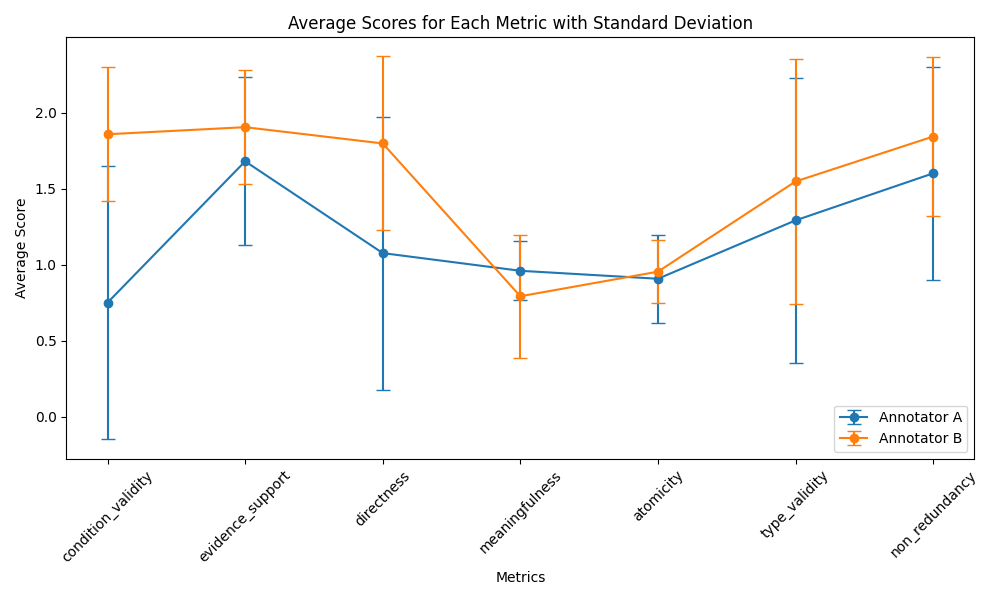 Average Scores for Each Metric with Standard Deviation
Average Score
2.0
1.5
1.0
0.5
0.0
Annotator A
Annotator B
condition_validity
evidence_support
directness
meaningfulness
atomicity
type_validity
non_redundancy
Metrics